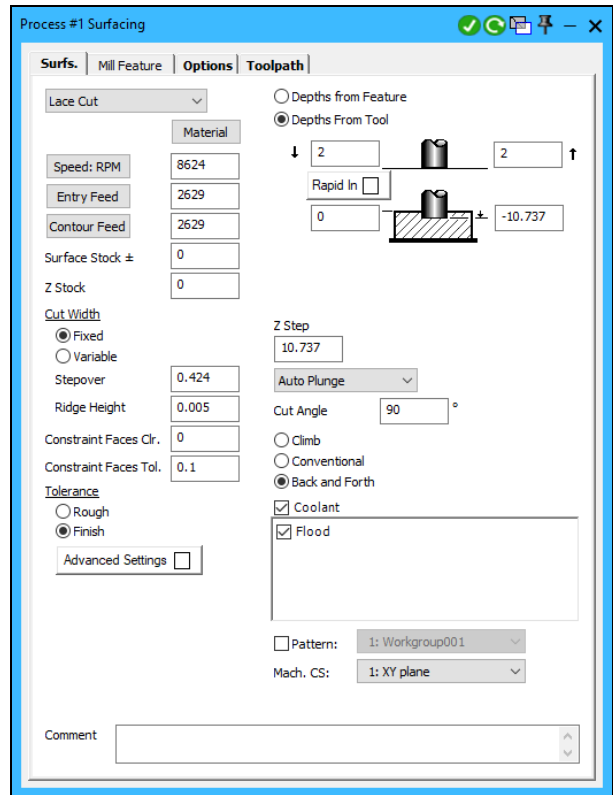 Process #1 Surfacing
Surfs. Mill Feature Options Toolpath
Lace Cut
Material
Speed: RPM 8624
Entry Feed 2629
Contour Feed 2629
Surface Stock ± 0
Z Stock 0
Cut Width
Fixed
Variable
Stepover 0.424
Ridge Height 0.005
Constraint Faces Clr. 0
Constraint Faces Tol. 0.1
Tolerance
Rough
Finish
Advanced Settings
Depths from Feature
Depths From Tool
2 2
Rapid In
0 -10.737
Z Step
10.737
Auto Plunge
Cut Angle 90 °
Climb
Conventional
Back and Forth
Coolant
Flood
Pattern: 1: Workgroup001
Mach. CS: 1: XY plane
Comment